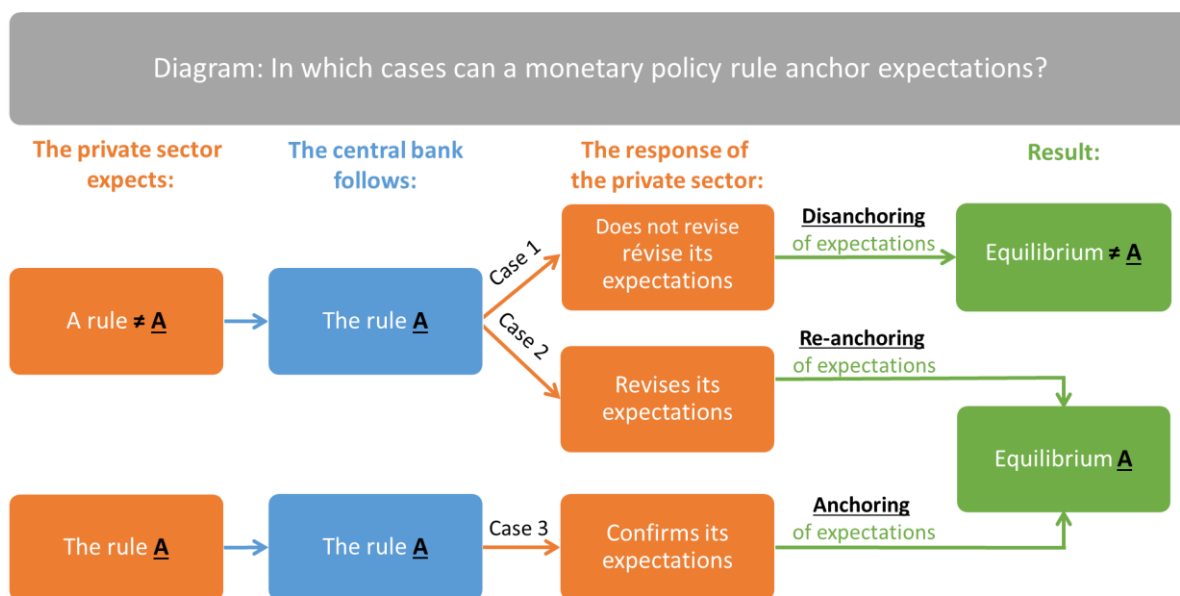 Diagram: In which cases can a monetary policy rule anchor expectations?
The private sector
expects:
The central bank
follows:
The response of
the private sector:
Result:
A rule ≠ A
The rule A
Case 1
Does not revise
révise its
expectations
Disanchoring
of expectations
Equilibrium ≠ A
Case 2
Revises its
expectations
Re-anchoring
of expectations
Equilibrium A
The rule A
The rule A
Case 3
Confirms its
expectations
Anchoring
of expectations